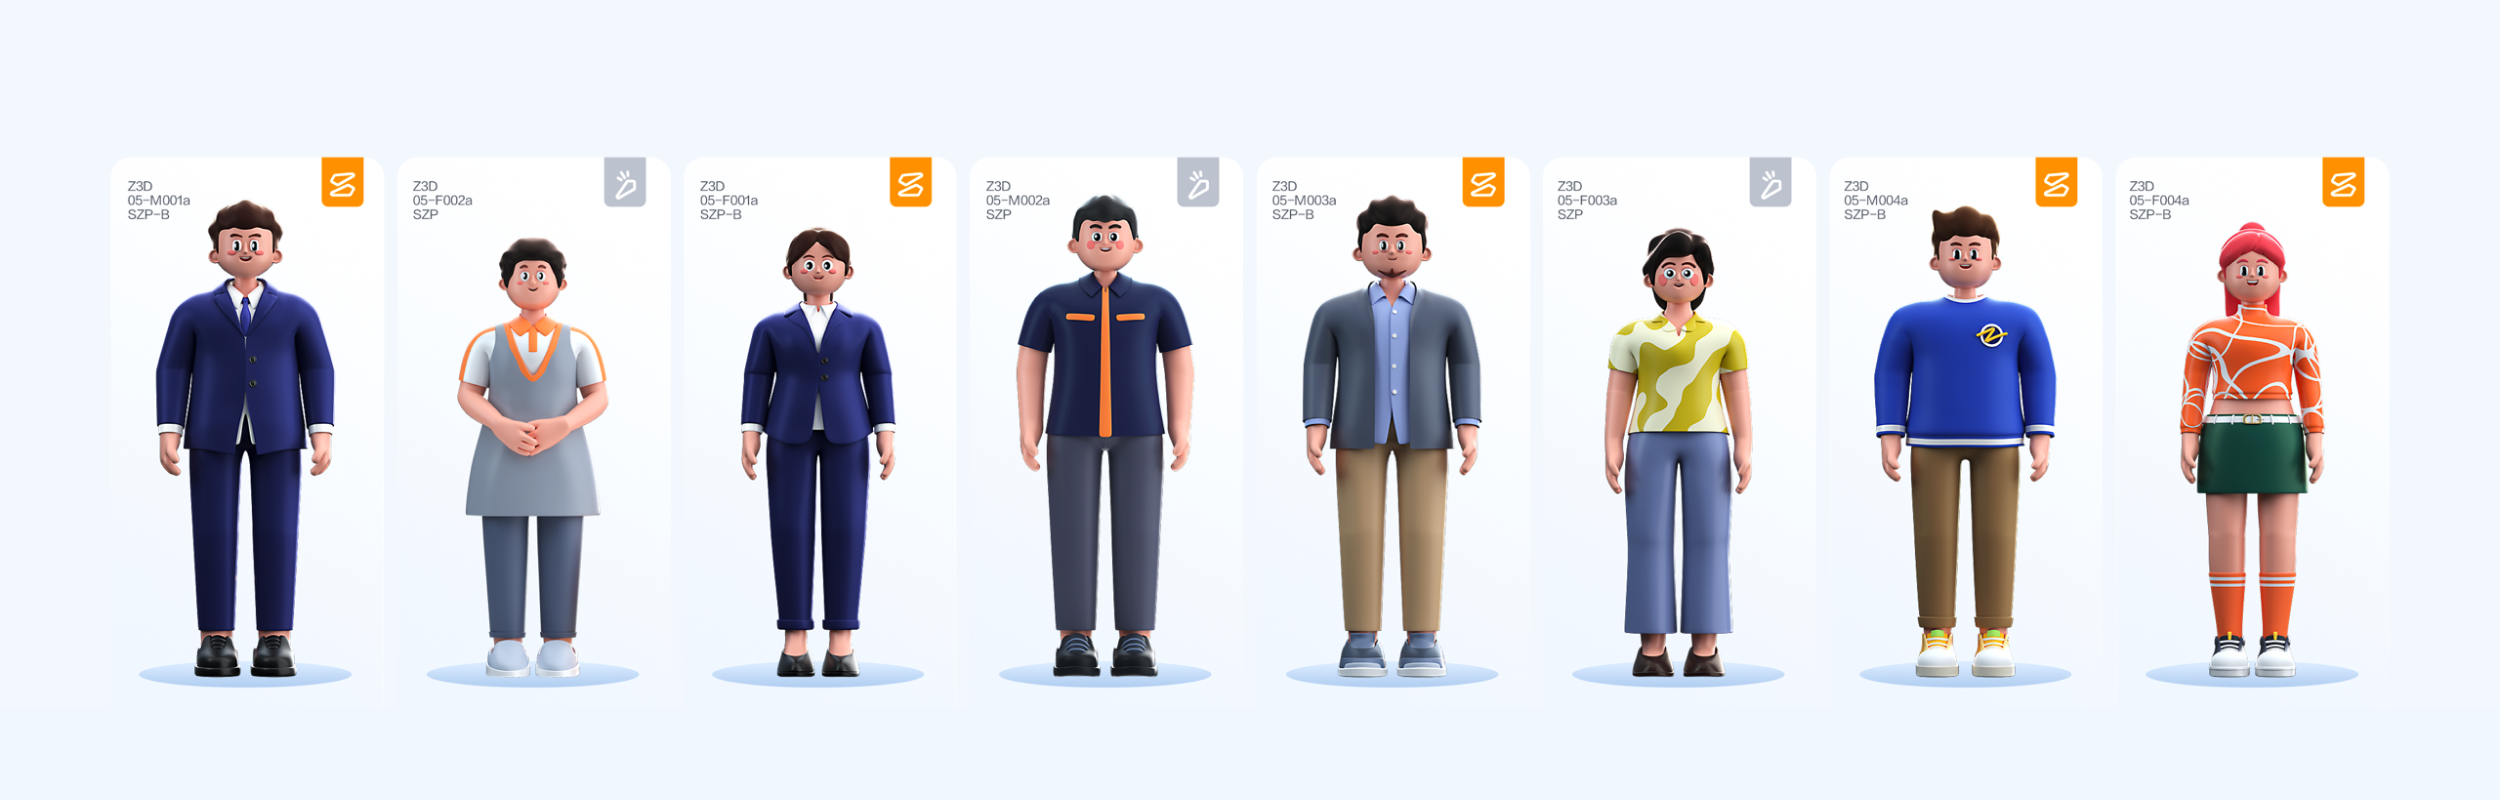 Z3D
05-M001a
SZP-B
Z3D
05-F002a
SZP
Z3D
05-F001a
SZP-B
Z3D
05-M002a
SZP
Z3D
05-M003a
SZP-B
Z3D
05-F003a
SZP
Z3D
05-M004a
SZP-B
Z3D
05-F004a
SZP-B